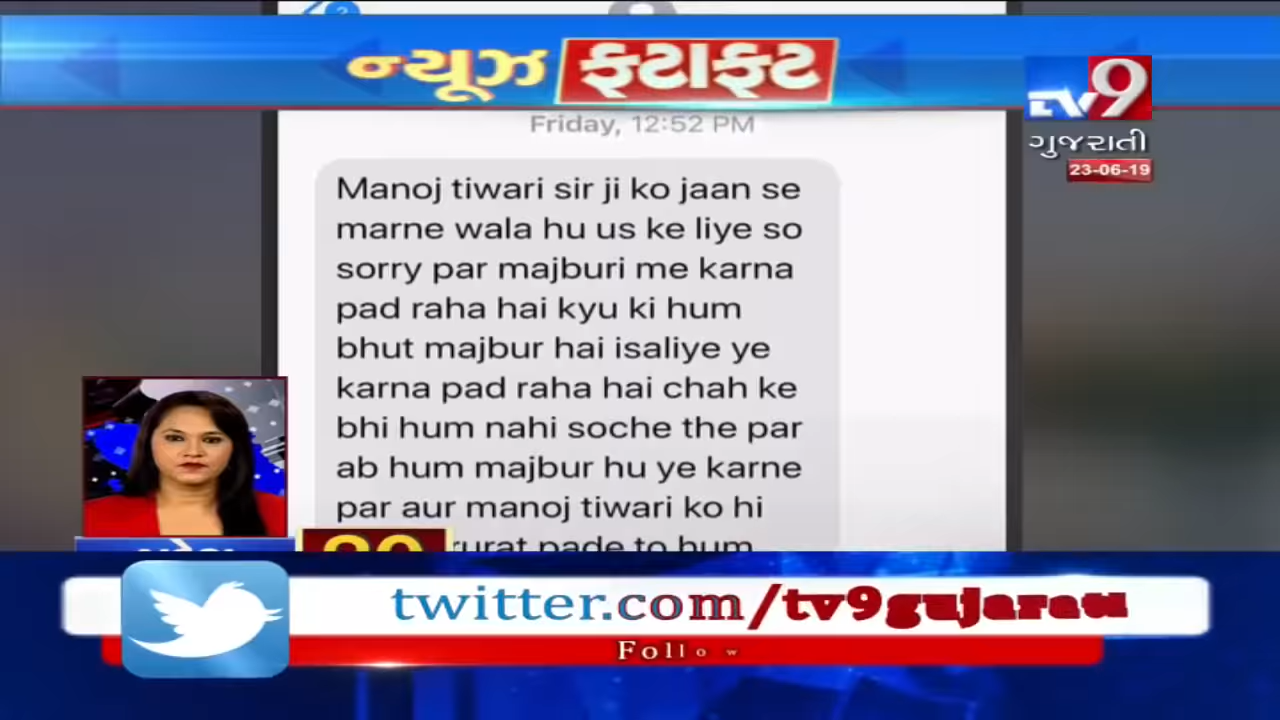 ન્યૂઝ ફટાફટ
TV9
ગુજરાતી
23-06-19
Friday, 12:52 PM
Manoj tiwari sir ji ko jaan se
marne wala hu us ke liye so
sorry par majburi me karna
pad raha hai kyu ki hum
bhut majbur hai isaliye ye
karna pad raha hai chah ke
bhi hum nahi soche the par
ab hum majbur hu ye karne
par aur manoj tiwari ko hi
pade to hum
twitter.com/tv9gujarati
Follow